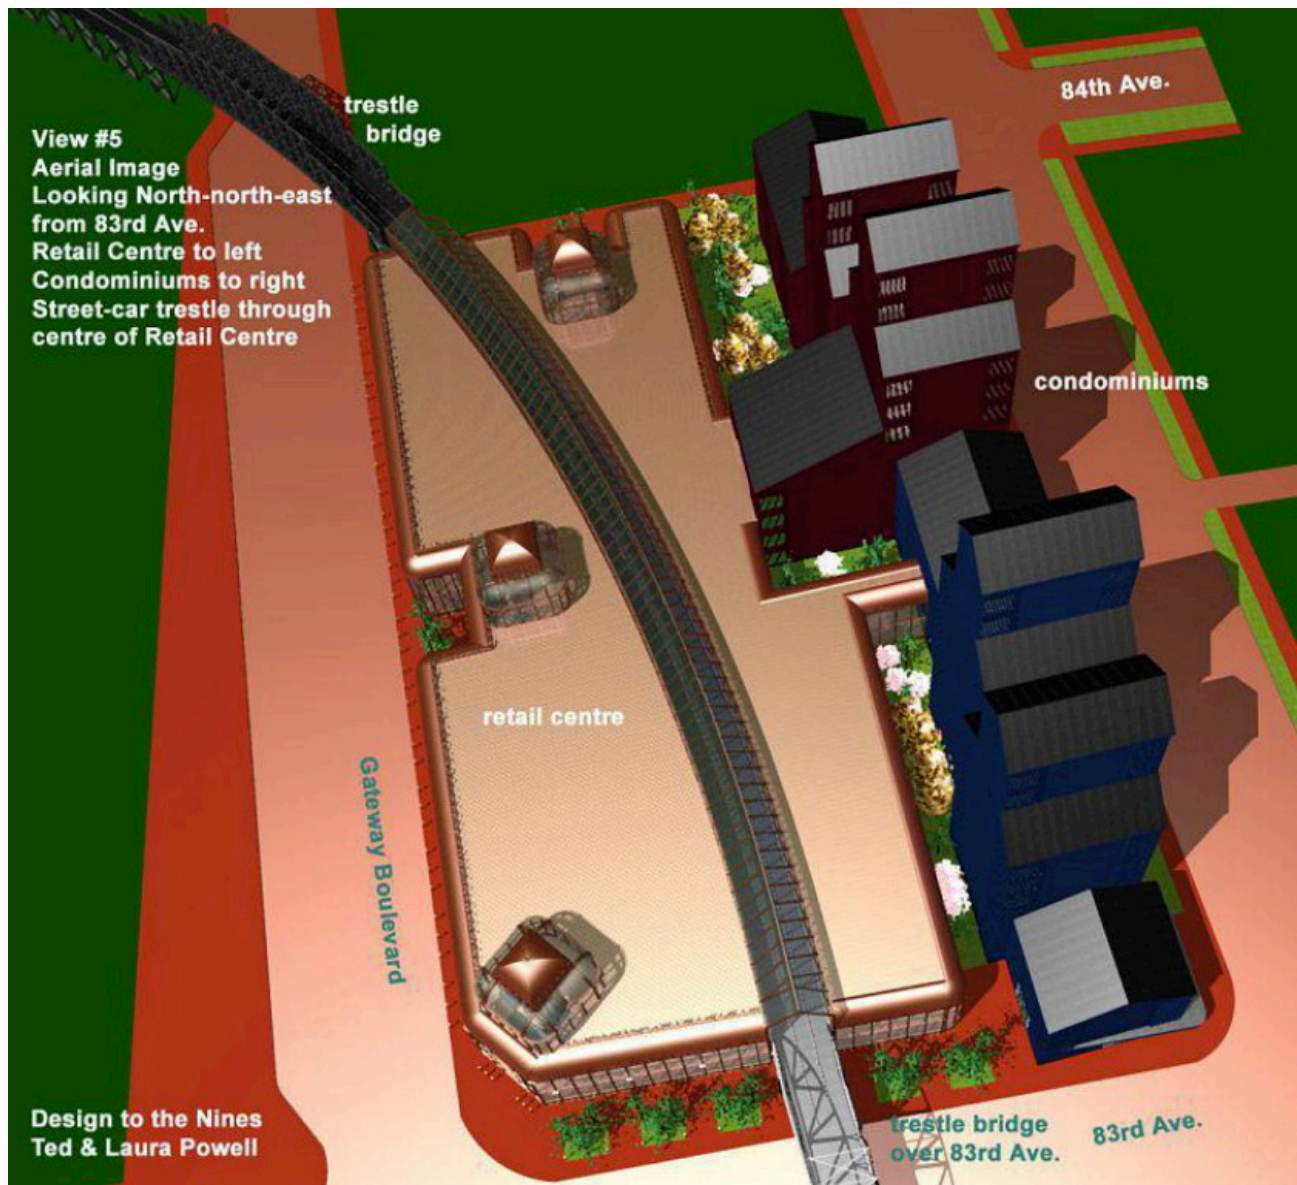 84th Ave.
trestle
bridge
View #5
Aerial Image
Looking North-north-east
from 83rd Ave.
Retail Centre to left
Condominiums to right
Street-car trestle through
centre of Retail Centre
condominiums
retail centre
Gateway Boulevard
Design to the Nines
Ted & Laura Powell
trestle bridge
over 83rd Ave.
83rd Ave.